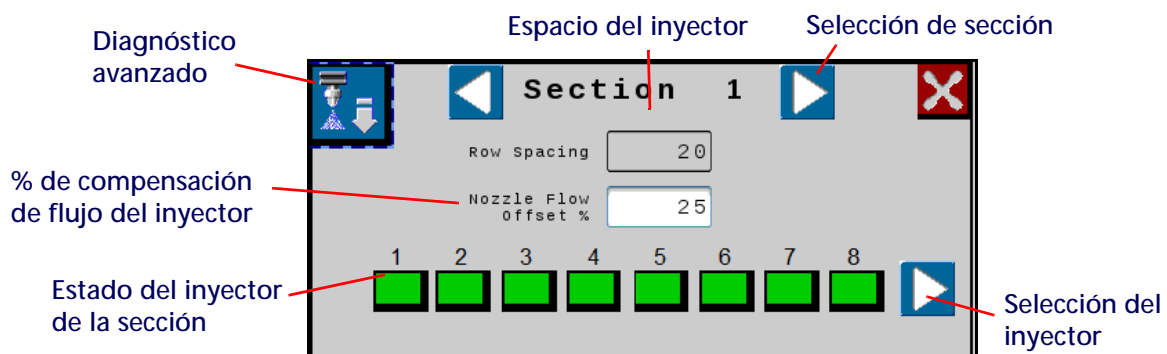 Espacio del inyector
Selección de sección
Diagnóstico
avanzado
Section 1
Row Spacing 20
% de compensación
de flujo del inyector
Nozzle Flow
Offset % 25
1 2 3 4 5 6 7 8
Estado del inyector
de la sección
Selección del
inyector